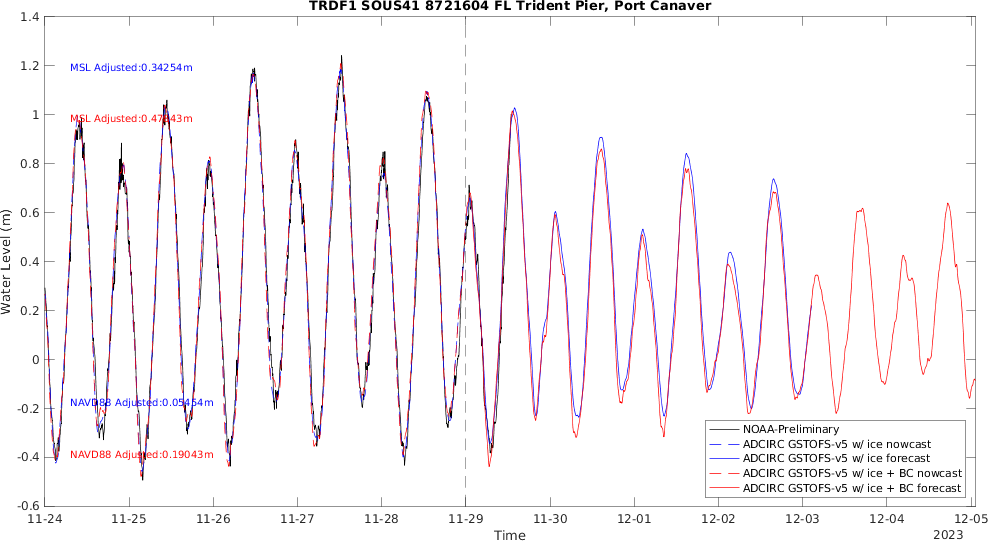 TRDF1 SOUS41 8721604 FL Trident Pier, Port Canaver
1.4
1.2
1
0.8
0.6
0.4
0.2
0
-0.2
-0.4
-0.6
Water Level (m)
MSL Adjusted:0.34254m
MSL Adjusted:0.47843m
NAVD88 Adjusted:0.05454m
NAVD88 Adjusted:0.19043m
NOAA-Preliminary
ADCIRC GSTOFS-v5 w/ ice nowcast
ADCIRC GSTOFS-v5 w/ ice forecast
ADCIRC GSTOFS-v5 w/ ice + BC nowcast
ADCIRC GSTOFS-v5 w/ ice + BC forecast
11-24 11-25 11-26 11-27 11-28 11-29 11-30 12-01 12-02 12-03 12-04 12-05
Time
2023